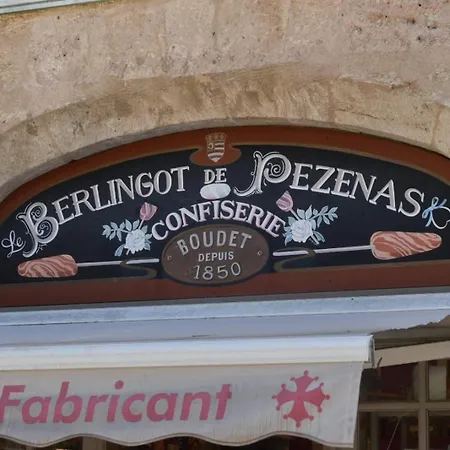 Le BERLINGOT DE PEZENAS
CONFISERIE
BOUDET
DEPUIS
1850
Fabricant